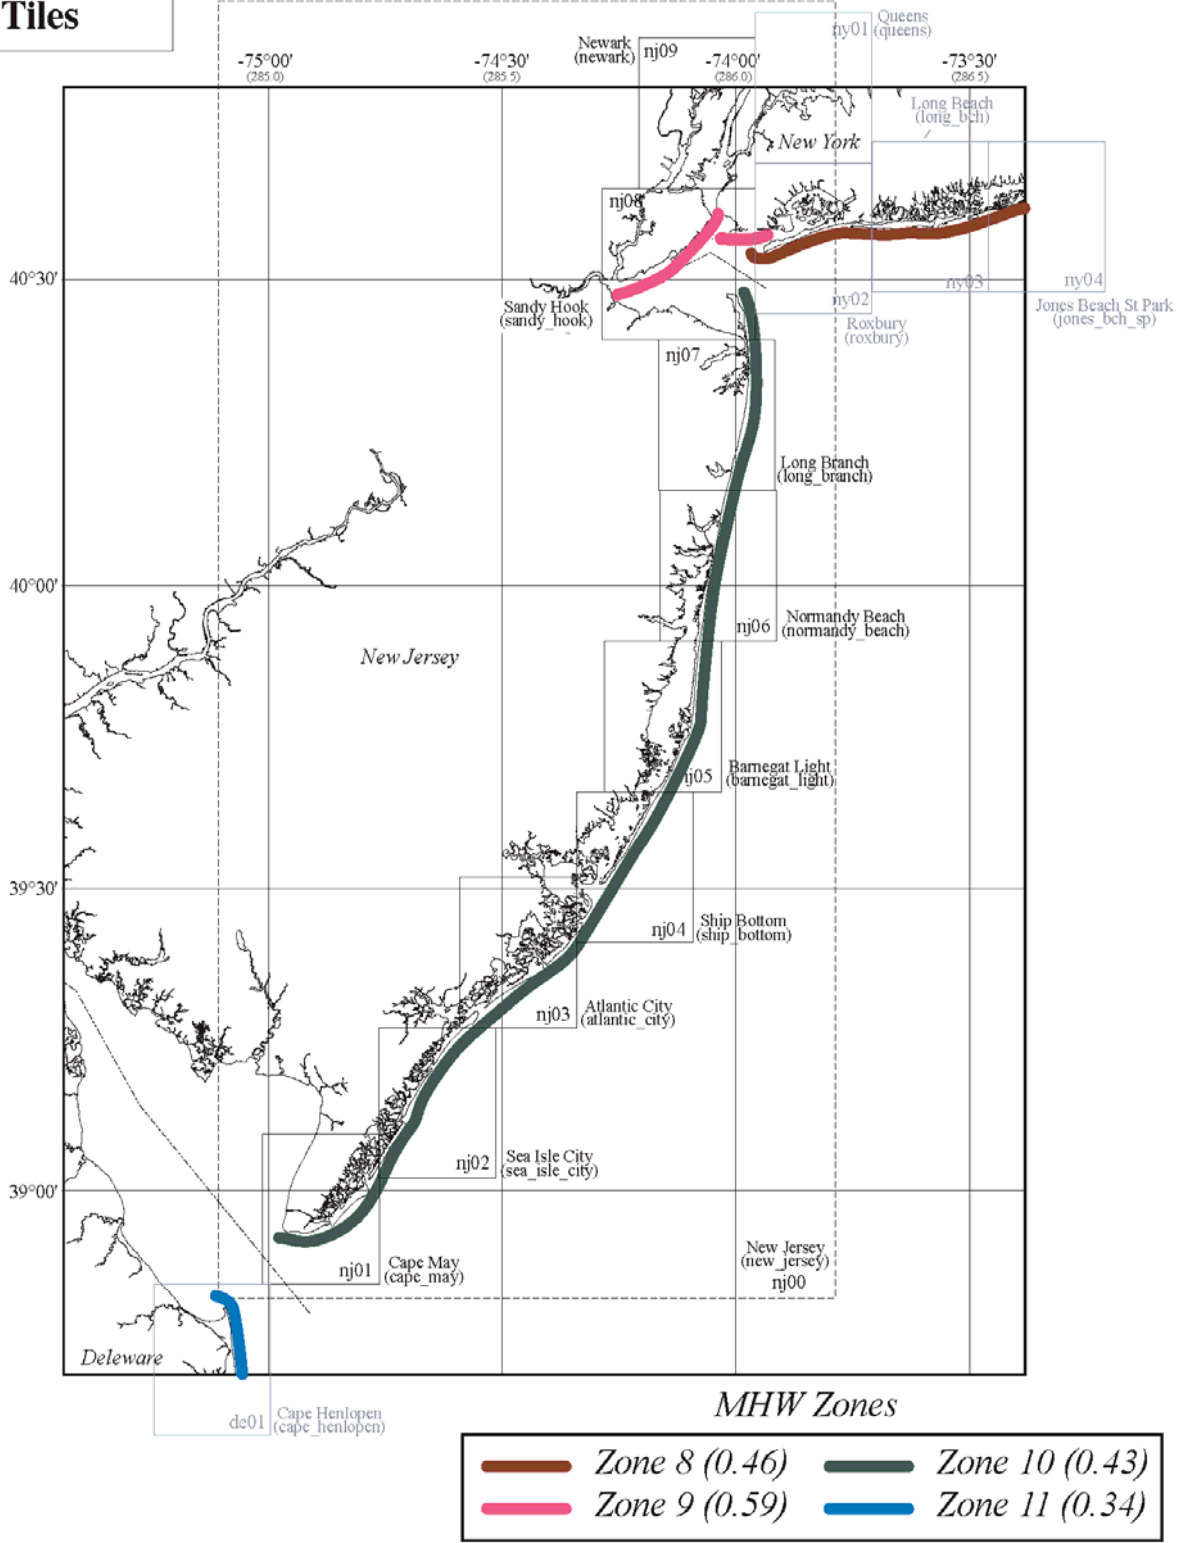 Tiles
Queens
(queens)
ny01
Newark
(newark)
nj09
-75°00'
(285.0)
-74°30'
(285 5)
-74°00'
(286.0)
-73°30'
(286 5)
Long Beach
(long_bch)
New York
nj08
40°30'
ny03
ny04
ny02
Sandy Hook
(sandy_hook)
Jones Beach St Park
(jones_bch_sp)
Roxbury
(roxbury)
nj07
Long Branch
(long_branch)
40°00'
nj06
Normandy Beach
(normandy_beach)
New Jersey
nj05
Barnegat Light
(barnegat_light)
39°30'
nj04
Ship Bottom
(ship_bottom)
nj03
Atlantic City
(atlantic_city)
nj02
Sea Isle City
(sea_isle_city)
39°00'
nj01
Cape May
(cape_may)
New Jersey
(new_jersey)
nj00
Deleware
de01
Cape Henlopen
(cape_henlopen)
MHW Zones
Zone 8 (0.46)
Zone 10 (0.43)
Zone 9 (0.59)
Zone 11 (0.34)